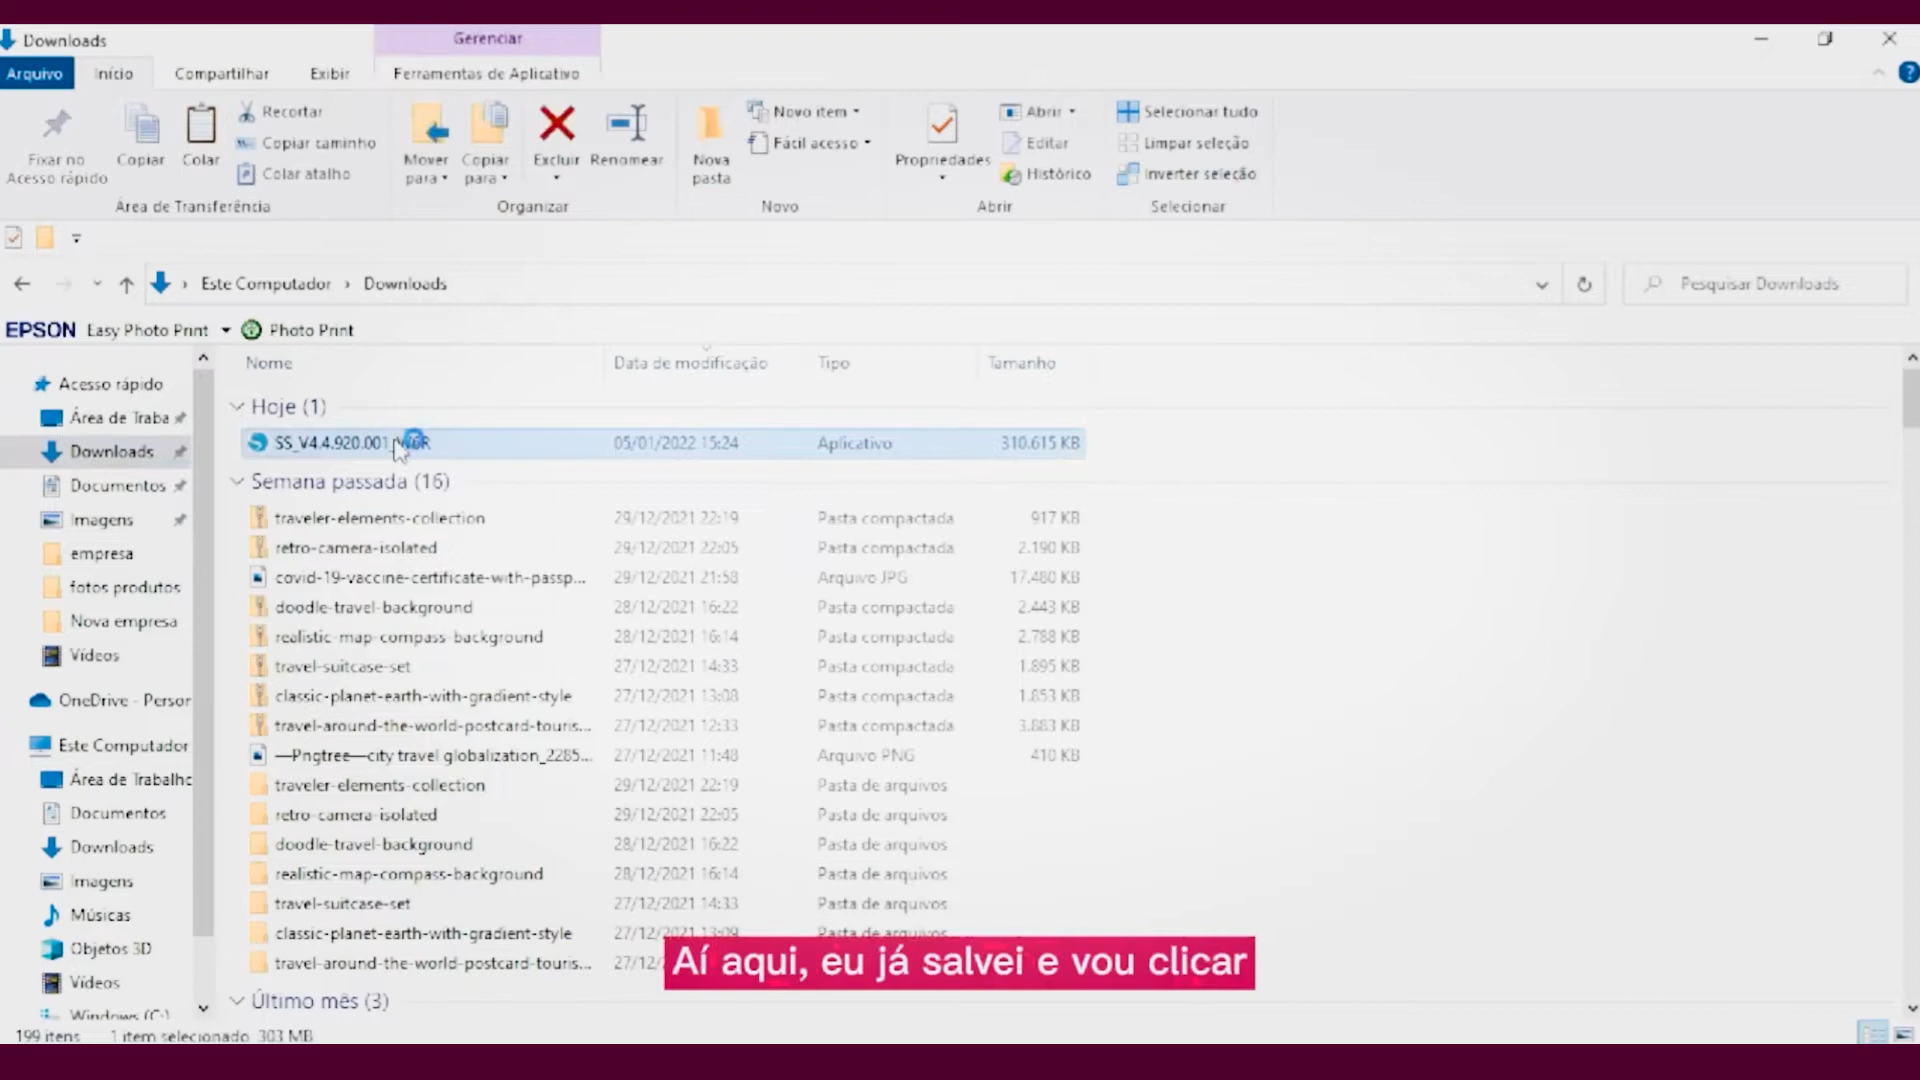 Downloads
Gerenciar
Arquivo Início Compartilhar Exibir Ferramentas de Aplicativo
Fixar no Acesso rápido
Copiar
Colar
Recortar
Copiar caminho
Colar atalho
Área de Transferência
Mover para
Copiar para
Excluir
Renomear
Organizar
Nova pasta
Novo item
Fácil acesso
Novo
Propriedades
Abrir
Editar
Histórico
Abrir
Selecionar tudo
Limpar seleção
Inverter seleção
Selecionar
Este Computador › Downloads
Pesquisar Downloads
EPSON Easy Photo Print Photo Print
Acesso rápido
Área de Traba
Downloads
Documentos
Imagens
empresa
fotos produtos
Nova empresa
Vídeos
OneDrive - Person
Este Computador
Área de Trabalho
Documentos
Downloads
Imagens
Músicas
Objetos 3D
Vídeos
Windows (C:)
Nome Data de modificação Tipo Tamanho
Hoje (1)
SS_V4.4.920.001 05/01/2022 15:24 Aplicativo 310.615 KB
Semana passada (16)
traveler-elements-collection 29/12/2021 22:19 Pasta compactada 917 KB
retro-camera-isolated 29/12/2021 22:05 Pasta compactada 2.190 KB
covid-19-vaccine-certificate-with-passp... 29/12/2021 21:58 Arquivo JPG 17.480 KB
doodle-travel-background 28/12/2021 16:22 Pasta compactada 2.443 KB
realistic-map-compass-background 28/12/2021 16:14 Pasta compactada 2.788 KB
travel-suitcase-set 27/12/2021 14:33 Pasta compactada 1.895 KB
classic-planet-earth-with-gradient-style 27/12/2021 13:08 Pasta compactada 1.853 KB
travel-around-the-world-postcard-touris... 27/12/2021 12:33 Pasta compactada 3.883 KB
—Pngtree—city travel globalization_2285... 27/12/2021 11:48 Arquivo PNG 410 KB
traveler-elements-collection 29/12/2021 22:19 Pasta de arquivos
retro-camera-isolated 29/12/2021 22:05 Pasta de arquivos
doodle-travel-background 28/12/2021 16:22 Pasta de arquivos
realistic-map-compass-background 28/12/2021 16:14 Pasta de arquivos
travel-suitcase-set 27/12/2021 14:33 Pasta de arquivos
classic-planet-earth-with-gradient-style 27/12/2021 13:09 Pasta de arquivos
travel-around-the-world-postcard-touris... 27/12/
Último mês (3)
Aí aqui, eu já salvei e vou clicar
199 itens 1 item selecionado 303 MB